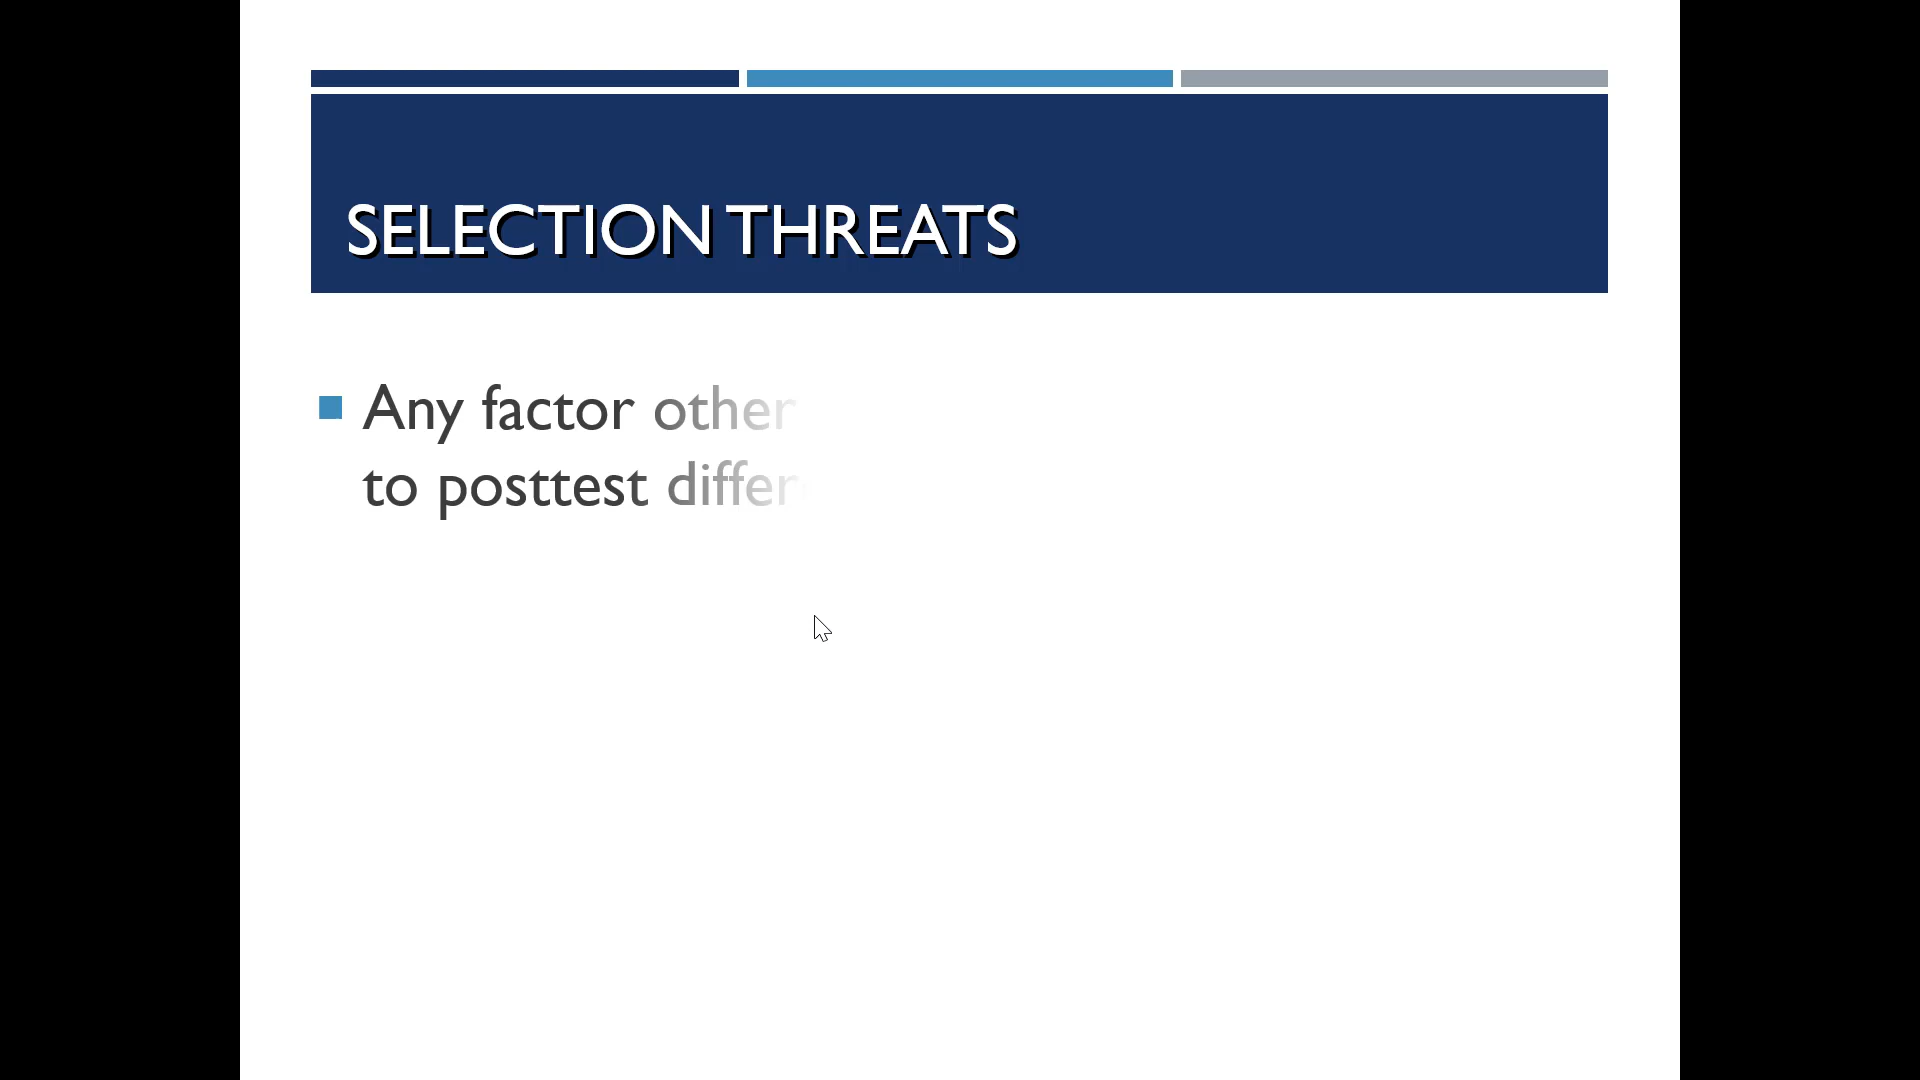 SELECTION THREATS
Any factor other
to posttest differ